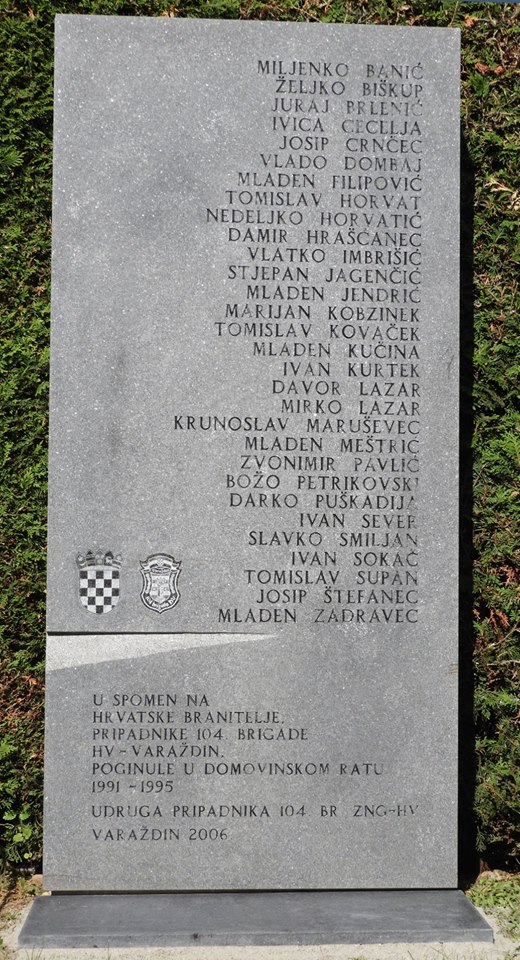 MILJENKO BANIĆ
ŽELJKO BIŠKUP
JURAJ BRLENIĆ
IVICA CECELJA
JOSIP CRNČEC
VLADO DOMBAJ
MLADEN FILIPOVIĆ
TOMISLAV HORVAT
NEDELJKO HORVATIĆ
DAMIR HRAŠĆANEC
VLATKO IMBRIŠIĆ
STJEPAN JAGENČIĆ
MLADEN JENDRIĆ
MARIJAN KOBZINEK
TOMISLAV KOVAČEK
MLADEN KUĆINA
IVAN KURTEK
DAVOR LAZAR
MIRKO LAZAR
KRUNOSLAV MARUŠEVEC
MLADEN MEŠTRIĆ
ZVONIMIR PAVLIĆ
BOŽO PETRIKOVSKI
DARKO PUŠKADIJA
IVAN SEVER
SLAVKO SMILJAN
IVAN SOKAČ
TOMISLAV SUPAN
JOSIP ŠTEFANEC
MLADEN ZADRAVEC
U SPOMEN NA
HRVATSKE BRANITELJE,
PRIPADNIKE 104. BRIGADE
HV-VARAŽDIN,
POGINULE U DOMOVINSKOM RATU
1991-1995
UDRUGA PRIPADNIKA 104. BR ZNG-HV
VARAŽDIN 2006.